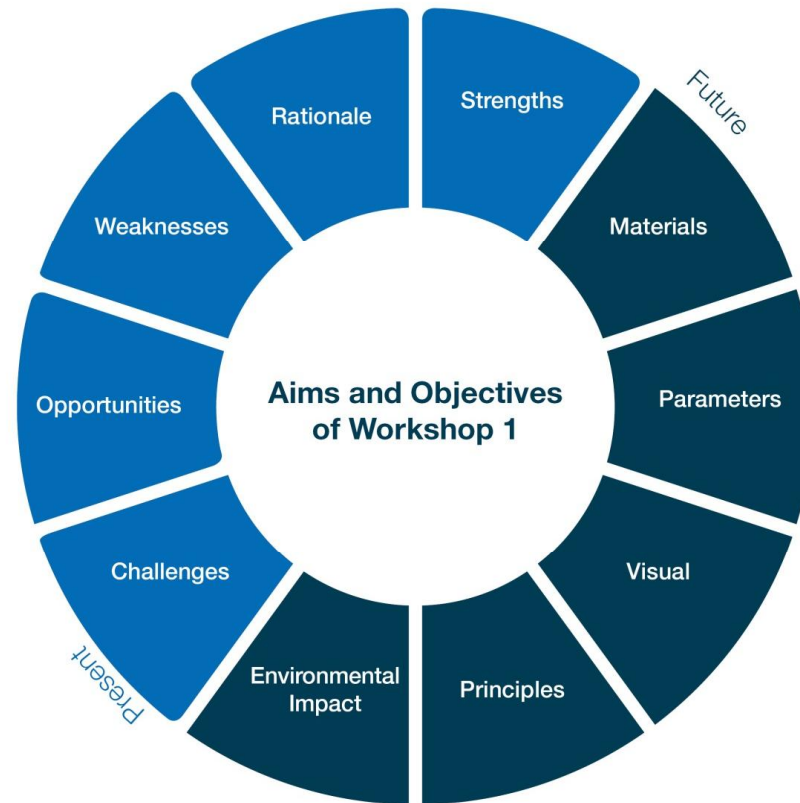 Strengths
Future
Materials
Parameters
Visual
Principles
Environmental
Impact
Present
Challenges
Opportunities
Weaknesses
Rationale
Aims and Objectives
of Workshop 1